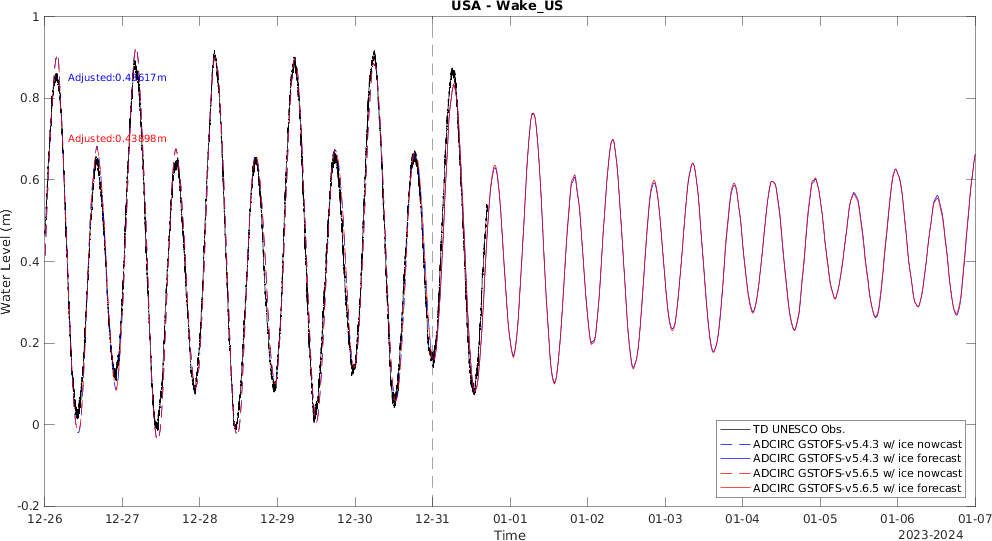 USA - Wake_US
Water Level (m)
1
0.8
0.6
0.4
0.2
0
-0.2
Adjusted:0.43898m
TD UNESCO Obs.
ADCIRC GSTOFS-v5.4.3 w/ ice nowcast
ADCIRC GSTOFS-v5.4.3 w/ ice forecast
ADCIRC GSTOFS-v5.6.5 w/ ice nowcast
ADCIRC GSTOFS-v5.6.5 w/ ice forecast
12-26 12-27 12-28 12-29 12-30 12-31 01-01 01-02 01-03 01-04 01-05 01-06 01-07
Time
2023-2024